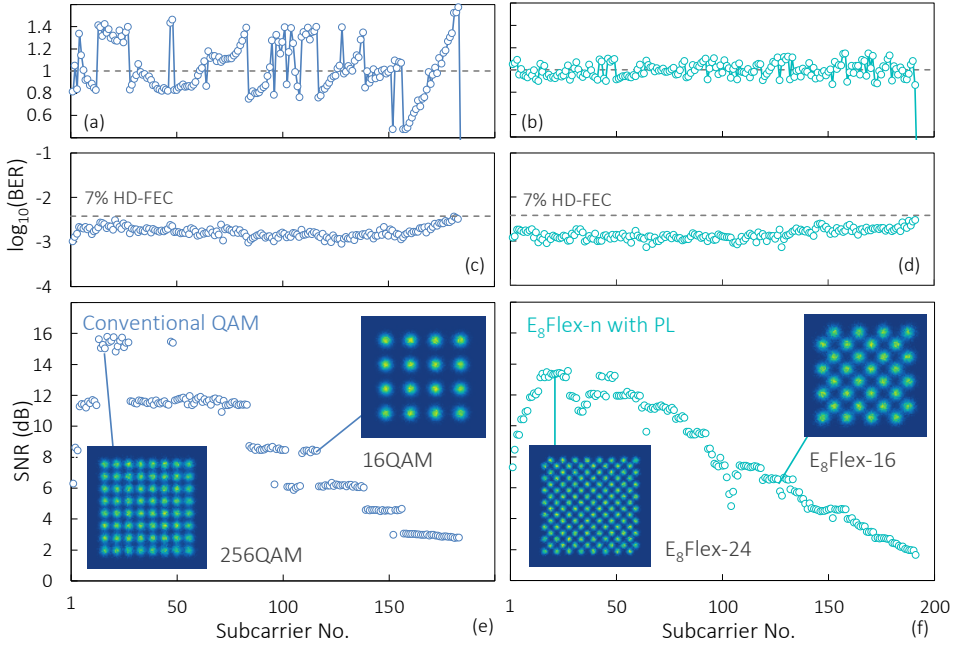 1.4
1.2
1
0.8
0.6
(a)
(b)
-1
-2
-3
-4
log10(BER)
7% HD-FEC
(c)
7% HD-FEC
(d)
16
14
12
10
8
6
4
2
0
SNR (dB)
Conventional QAM
16QAM
256QAM
E8Flex-n with PL
E8Flex-16
E8Flex-24
1 50 100 150
Subcarrier No.
(e)
1 50 100 150 200
Subcarrier No.
(f)